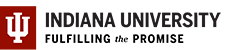 INDIANA UNIVERSITY
FULFILLING the PROMISE